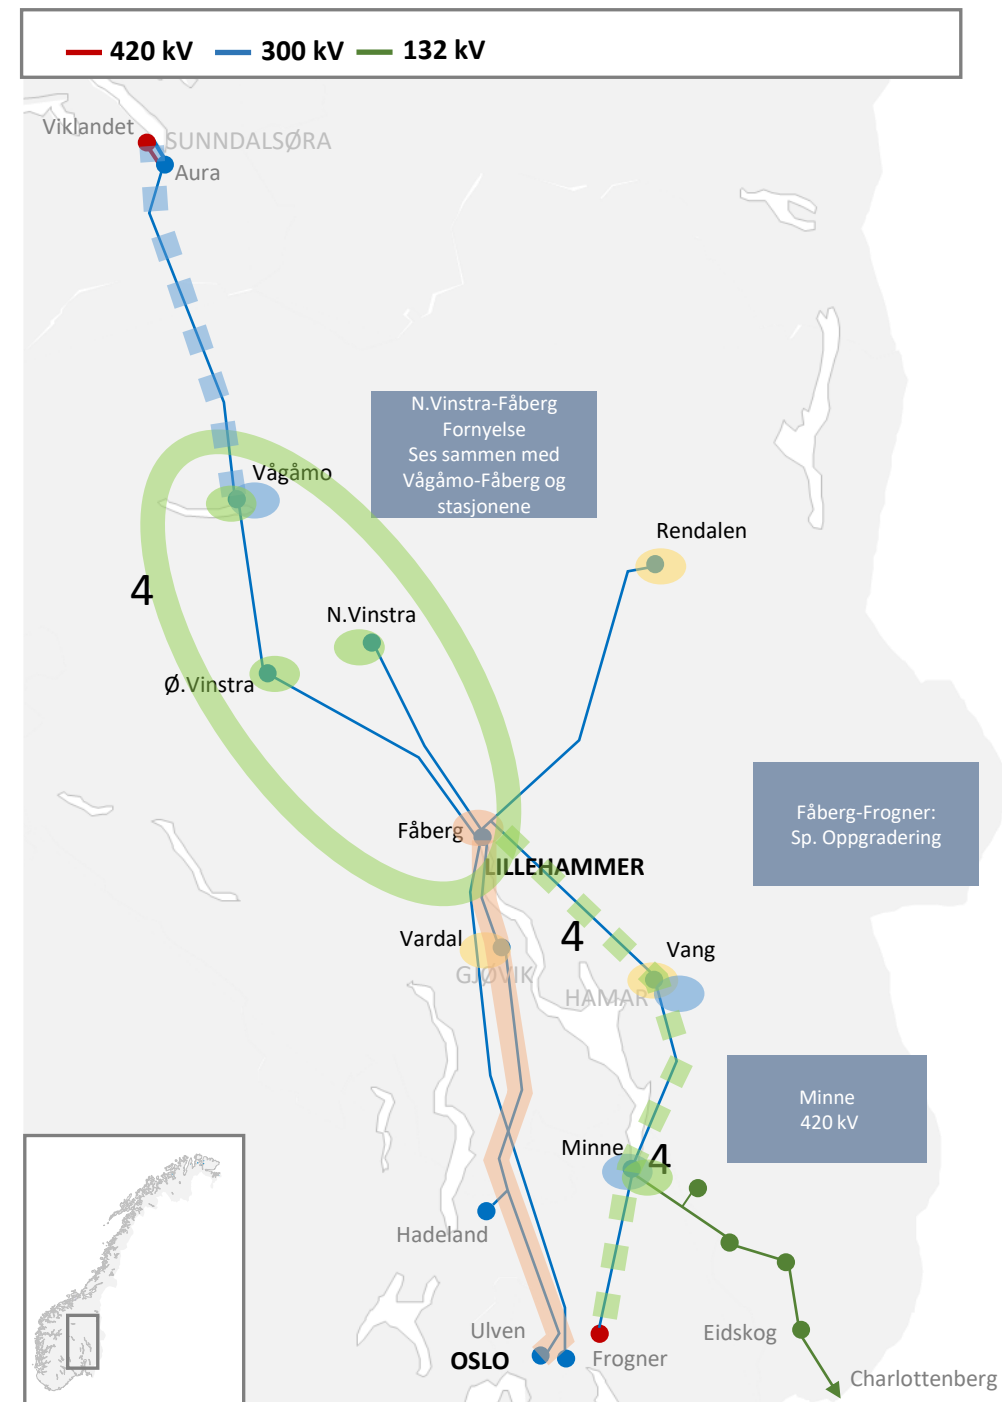 420 kV 300 kV 132 kV
Viklandet
SUNNDALSØRA
Aura
N.Vinstra-Fåberg
Fornyelse
Ses sammen med
Vågåmo-Fåberg og
stasjonene
Vågåmo
Rendalen
4
N.Vinstra
Ø.Vinstra
Fåberg-Frogner:
Sp. Oppgradering
Fåberg
LILLEHAMMER
4
Vardal
Vang
GJØVIK
HAMAR
Minne
420 kV
Minne
4
Hadeland
Ulven
Eidskog
OSLO
Frogner
Charlottenberg